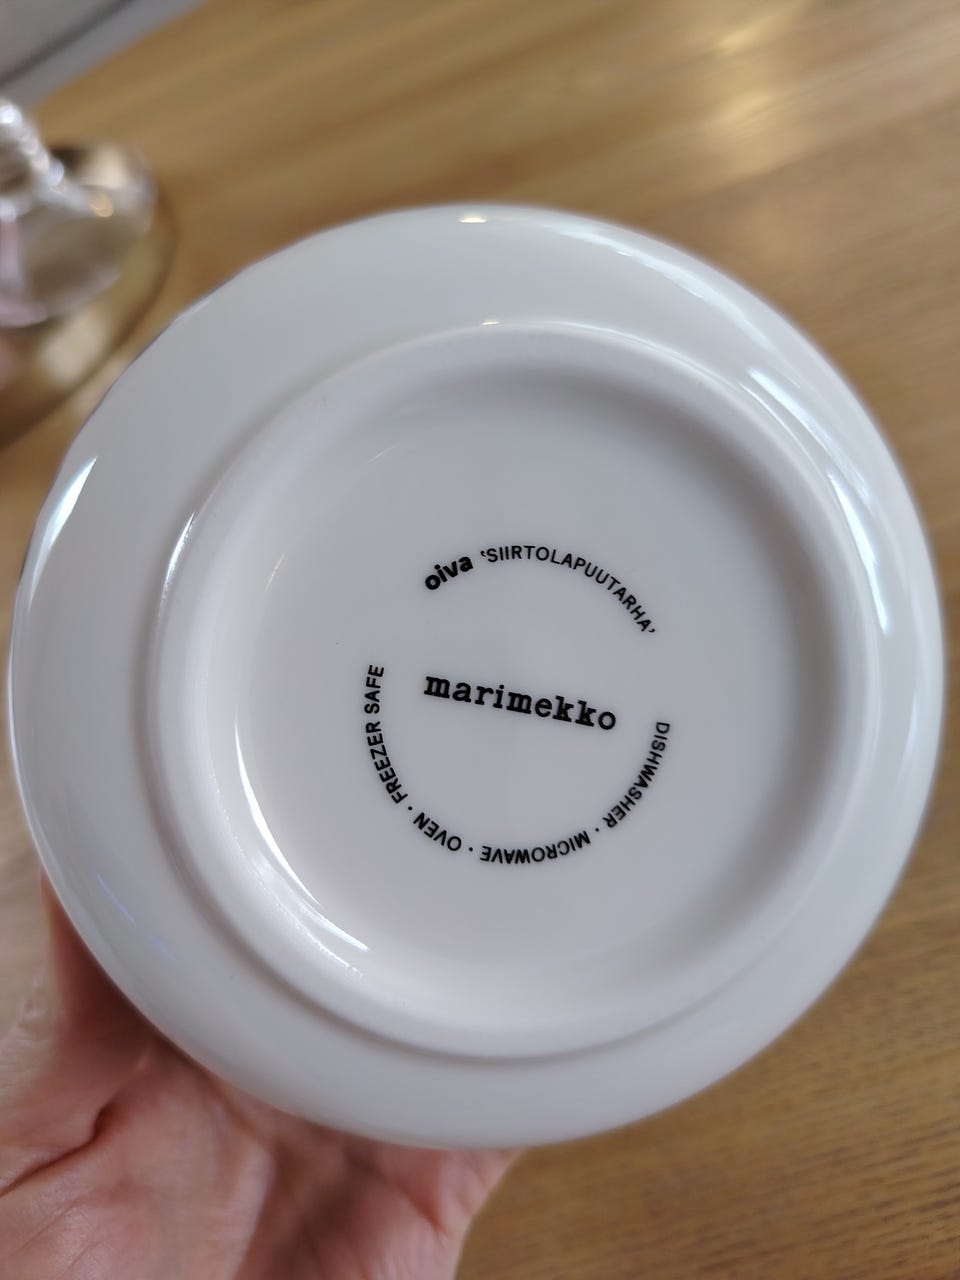 oiva ‘SIIRTOLAPUUTARHA’
marimekko
DISHWASHER · MICROWAVE · OVEN · FREEZER SAFE